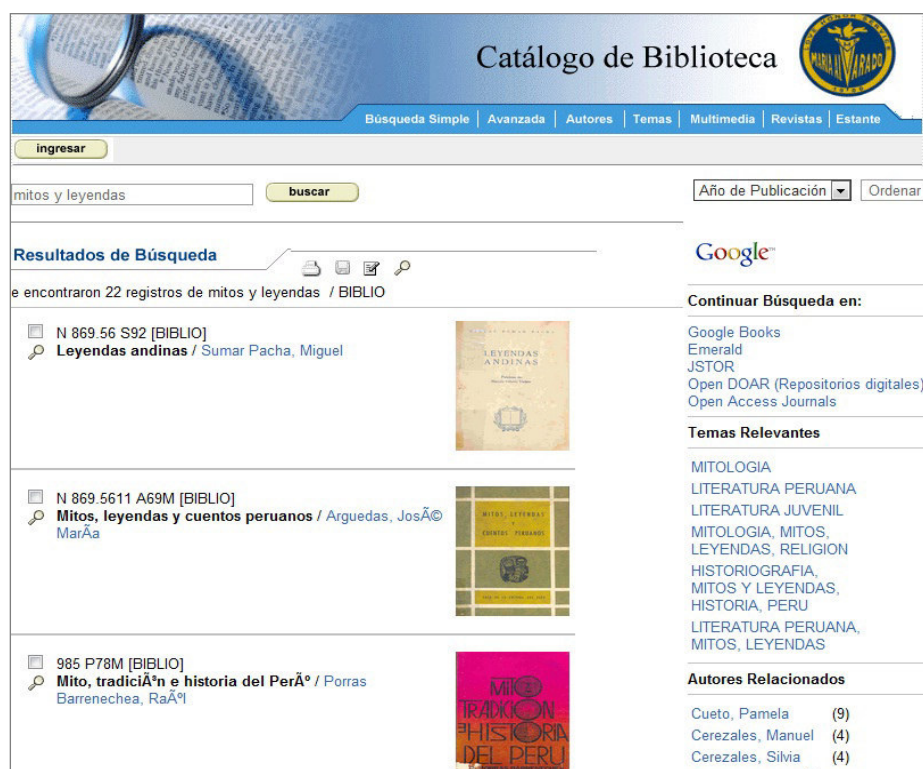 Catálogo de Biblioteca
MARIA ALVARADO
Búsqueda Simple | Avanzada | Autores | Temas | Multimedia | Revistas | Estante
ingresar
mitos y leyendas
buscar
Año de Publicación
Ordenar
Resultados de Búsqueda
e encontraron 22 registros de mitos y leyendas / BIBLIO
N 869.56 S92 [BIBLIO]
Leyendas andinas / Sumar Pacha, Miguel
LEYENDAS
ANDINAS
N 869.5611 A69M [BIBLIO]
Mitos, leyendas y cuentos peruanos / Arguedas, JosÃ©
MarÃ­a
MITOS, LEYENDAS
Y
CUENTOS PERUANOS
985 P78M [BIBLIO]
Mito, tradiciÃ³n e historia del PerÃº / Porras
Barrenechea, RaÃºl
MITO
TRADICION
E HISTORIA
DEL PERU
Google™
Continuar Búsqueda en:
Google Books
Emerald
JSTOR
Open DOAR (Repositorios digitales)
Open Access Journals
Temas Relevantes
MITOLOGIA
LITERATURA PERUANA
LITERATURA JUVENIL
MITOLOGIA, MITOS,
LEYENDAS, RELIGION
HISTORIOGRAFIA,
MITOS Y LEYENDAS,
HISTORIA, PERU
LITERATURA PERUANA,
MITOS, LEYENDAS
Autores Relacionados
Cueto, Pamela (9)
Cerezales, Manuel (4)
Cerezales, Silvia (4)